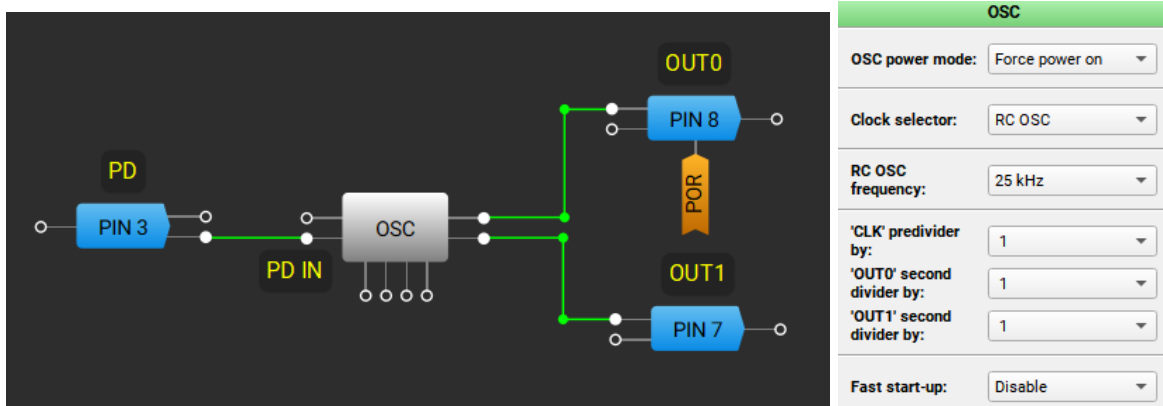 OUT0
PIN 8
POR
PD
PIN 3
OSC
PD IN
OUT1
PIN 7
OSC
OSC power mode: Force power on
Clock selector: RC OSC
RC OSC
frequency: 25 kHz
'CLK' predivider
by: 1
'OUT0' second
divider by: 1
'OUT1' second
divider by: 1
Fast start-up: Disable